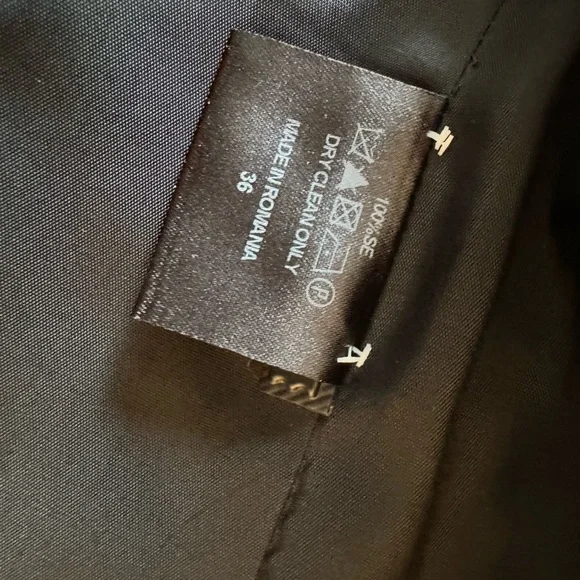 100%SE
P
DRY CLEAN ONLY
MADE IN ROMANIA
36